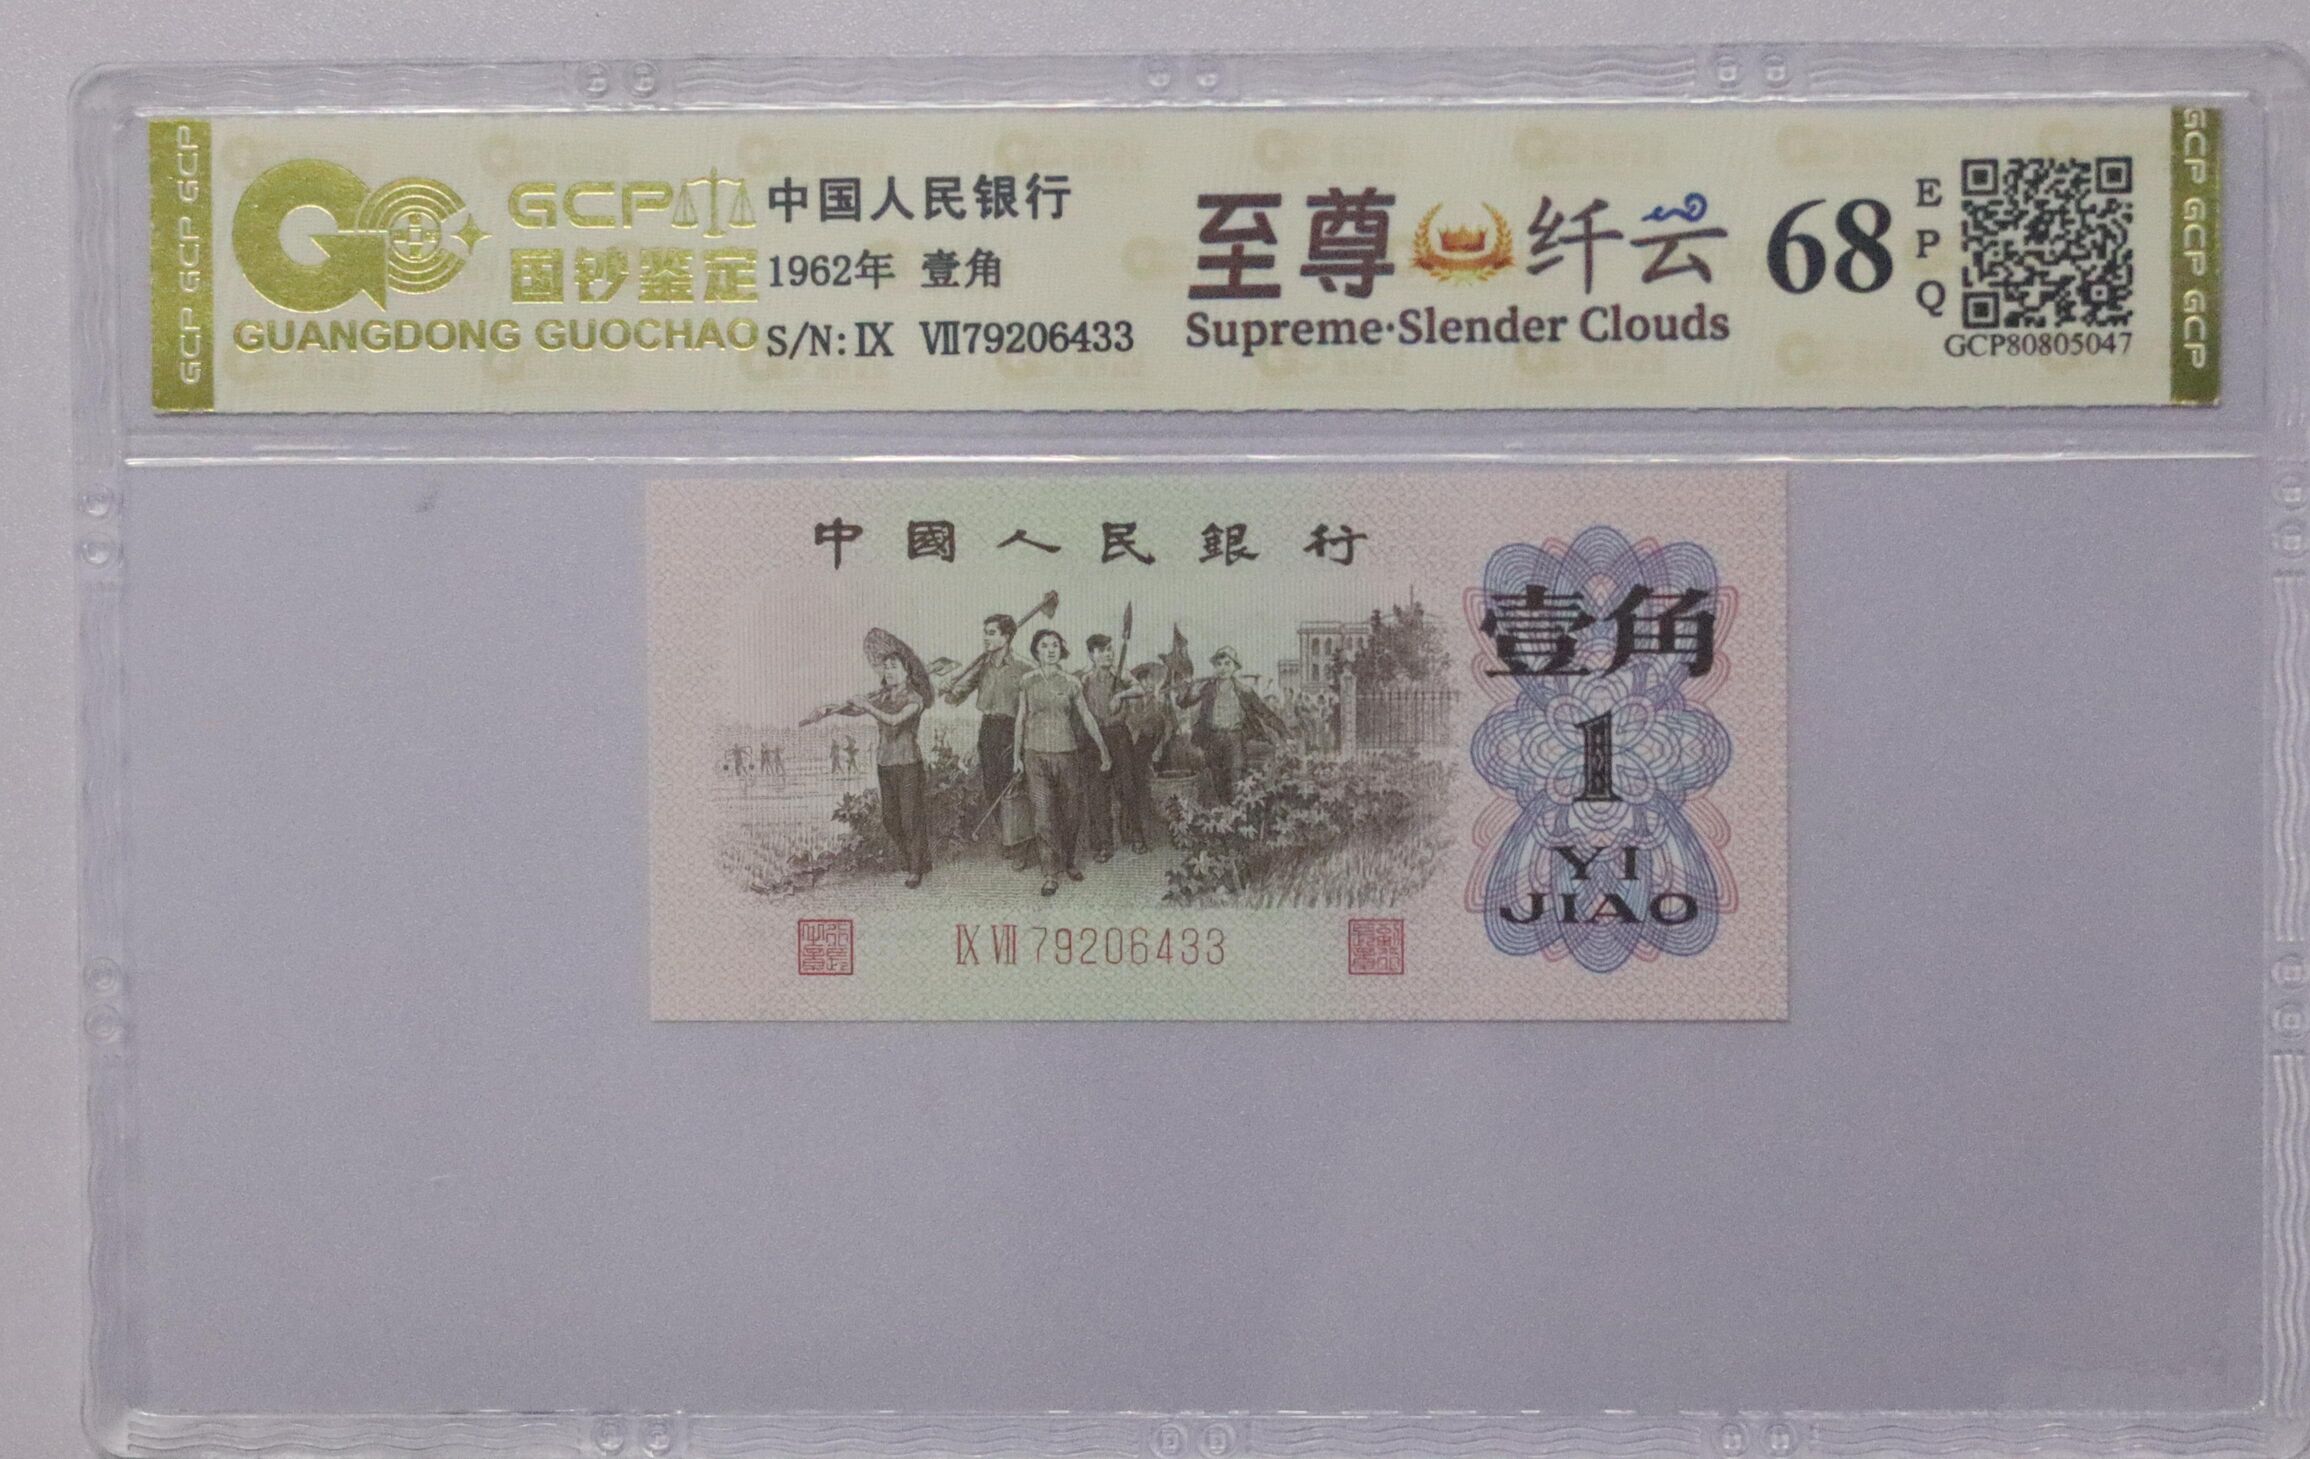 GCP GCP GCP
GCP
国钞鉴定
GUANGDONG GUOCHAO
中国人民银行
1962年 壹角
S/N: IX VII79206433
至尊 纤云
Supreme·Slender Clouds
68
EPQ
GCP80805047
GCP GCP GCP
中國人民銀行
壹角
1
YI
JIAO
IX VII 79206433